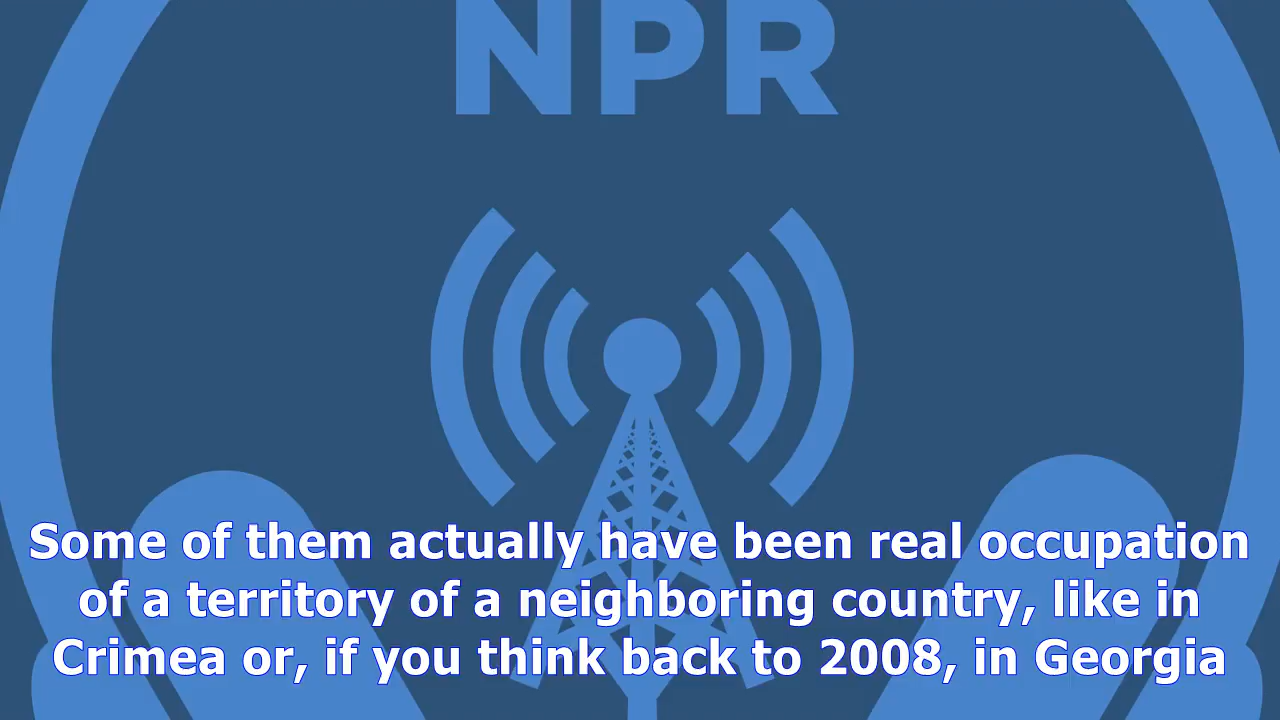 NPR
Some of them actually have been real occupation
of a territory of a neighboring country, like in
Crimea or, if you think back to 2008, in Georgia